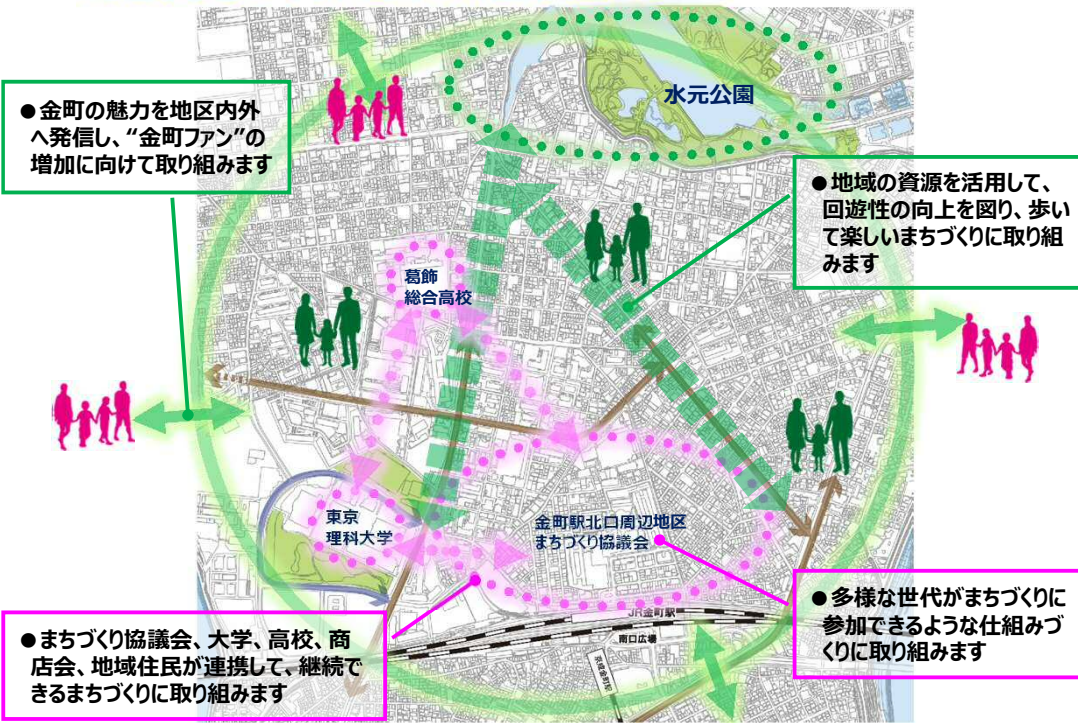 水元公園
●金町の魅力を地区内外
へ発信し、“金町ファン”の
増加に向けて取り組みます
●地域の資源を活用して、
回遊性の向上を図り、歩い
て楽しいまちづくりに取り組
みます
葛飾
総合高校
東京
理科大学
金町駅北口周辺地区
まちづくり協議会
JR金町駅
南口広場
京成金町駅
●まちづくり協議会、大学、高校、商
店会、地域住民が連携して、継続で
きるまちづくりに取り組みます
●多様な世代がまちづくりに
参加できるような仕組みづ
くりに取り組みます